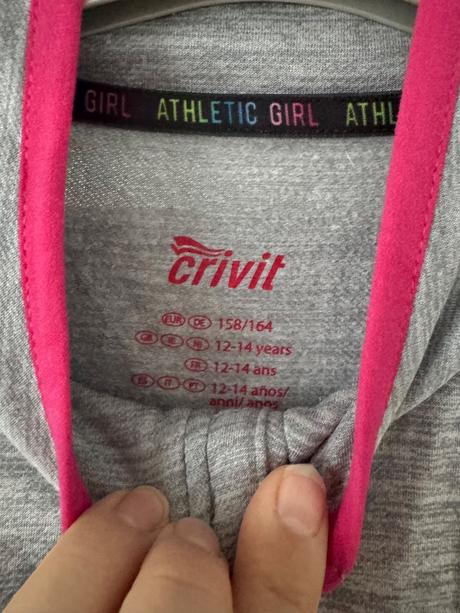 GIRL ATHLETIC GIRL ATHL
crivit
EUR DE 158/164
GB IE NI 12-14 years
FR 12-14 ans
ES IT PT 12-14 años/
anni/ anos